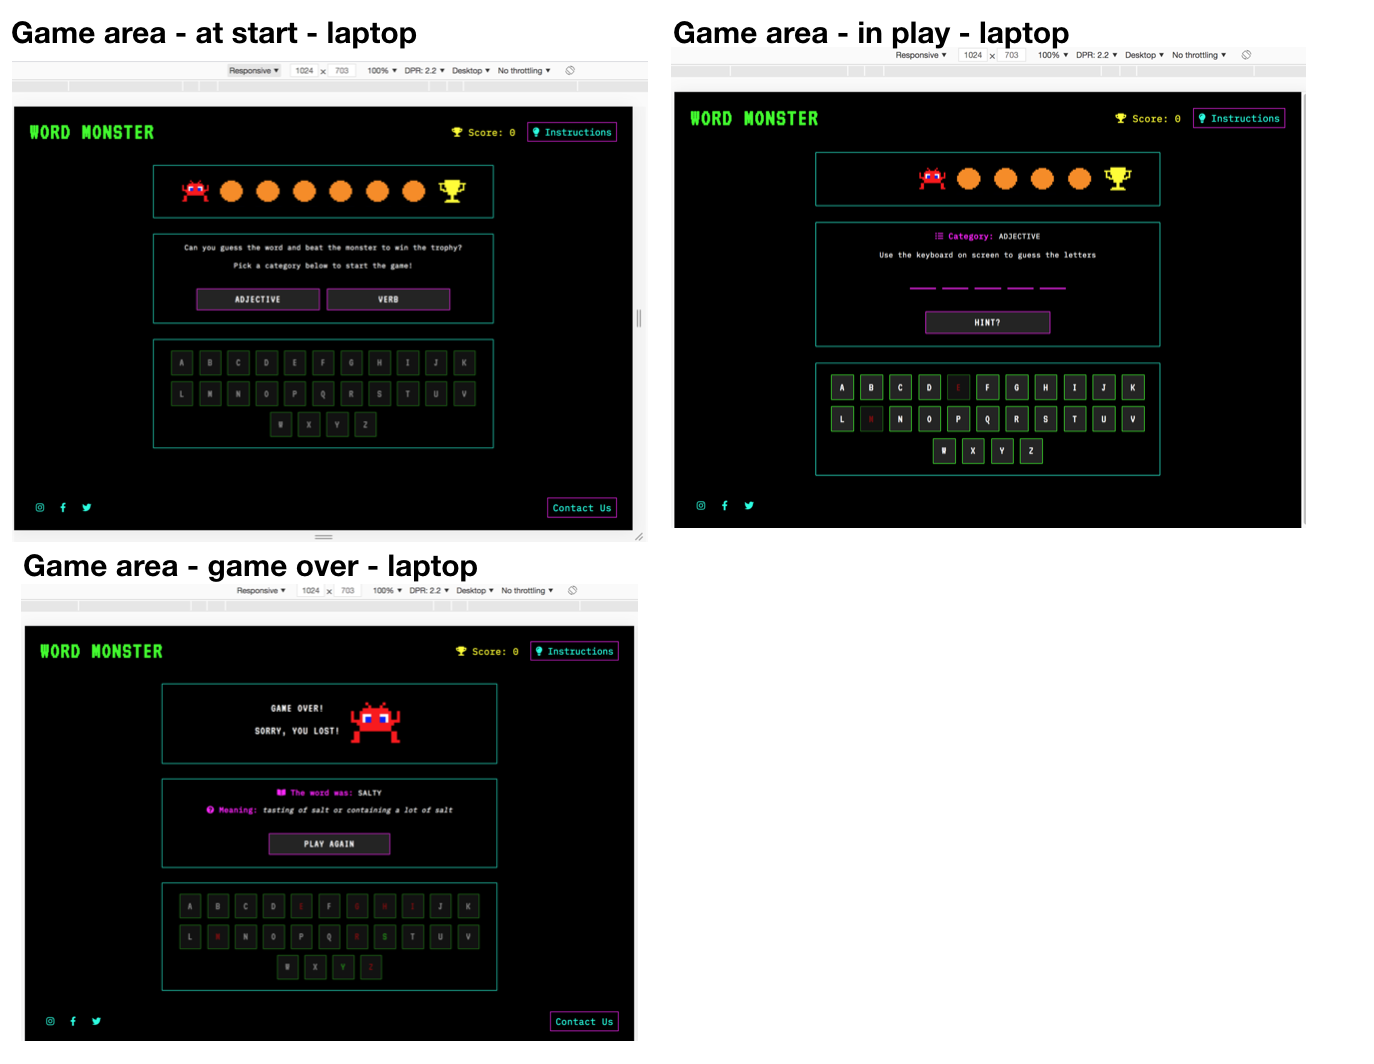 Game area - at start - laptop
Responsive ▾ 1024 x 703 100% ▾ DPR: 2.2 ▾ Desktop ▾ No throttling ▾
WORD MONSTER
Score: 0
Instructions
Can you guess the word and beat the monster to win the trophy?
Pick a category below to start the game!
ADJECTIVE VERB
A B C D E F G H I J K
L M N O P Q R S T U V
W X Y Z
Contact Us
Game area - in play - laptop
Responsive ▾ 1024 x 703 100% ▾ DPR: 2.2 ▾ Desktop ▾ No throttling ▾
WORD MONSTER
Score: 0
Instructions
Category: ADJECTIVE
Use the keyboard on screen to guess the letters
HINT?
A B C D E F G H I J K
L M N O P Q R S T U V
W X Y Z
Game area - game over - laptop
Responsive ▾ 1024 x 703 100% ▾ DPR: 2.2 ▾ Desktop ▾ No throttling ▾
WORD MONSTER
Score: 0
Instructions
GAME OVER!
SORRY, YOU LOST!
The word was: SALTY
Meaning: tasting of salt or containing a lot of salt
PLAY AGAIN
A B C D E F G H I J K
L M N O P Q R S T U V
W X Y Z
Contact Us